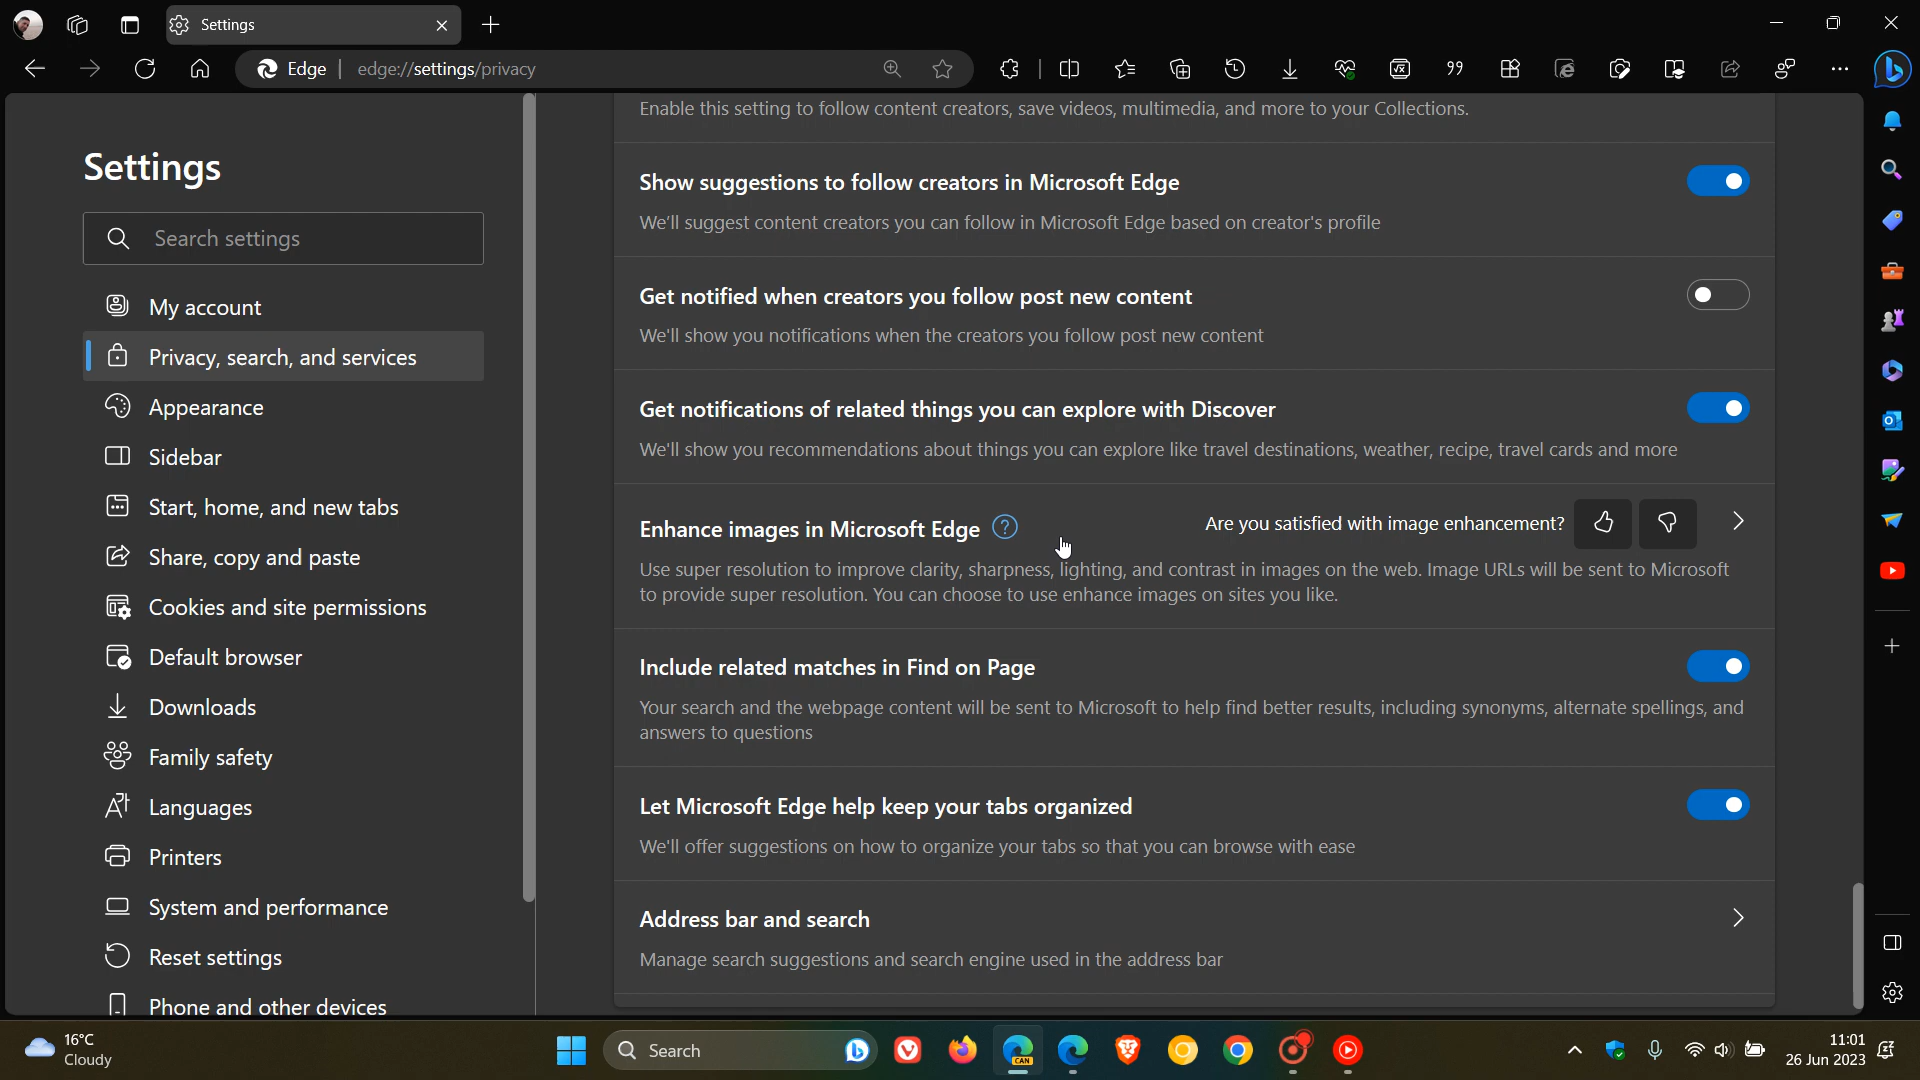 Settings
Edge
edge://settings/privacy
Settings
Search settings
My account
Privacy, search, and services
Appearance
Sidebar
Start, home, and new tabs
Share, copy and paste
Cookies and site permissions
Default browser
Downloads
Family safety
Languages
Printers
System and performance
Reset settings
Phone and other devices
Enable this setting to follow content creators, save videos, multimedia, and more to your Collections.
Show suggestions to follow creators in Microsoft Edge
We'll suggest content creators you can follow in Microsoft Edge based on creator's profile
Get notified when creators you follow post new content
We'll show you notifications when the creators you follow post new content
Get notifications of related things you can explore with Discover
We'll show you recommendations about things you can explore like travel destinations, weather, recipe, travel cards and more
Enhance images in Microsoft Edge
Are you satisfied with image enhancement?
Use super resolution to improve clarity, sharpness, lighting, and contrast in images on the web. Image URLs will be sent to Microsoft
to provide super resolution. You can choose to use enhance images on sites you like.
Include related matches in Find on Page
Your search and the webpage content will be sent to Microsoft to help find better results, including synonyms, alternate spellings, and
answers to questions
Let Microsoft Edge help keep your tabs organized
We'll offer suggestions on how to organize your tabs so that you can browse with ease
Address bar and search
Manage search suggestions and search engine used in the address bar
16°C
Cloudy
Search
CAN
11:01
26 Jun 2023